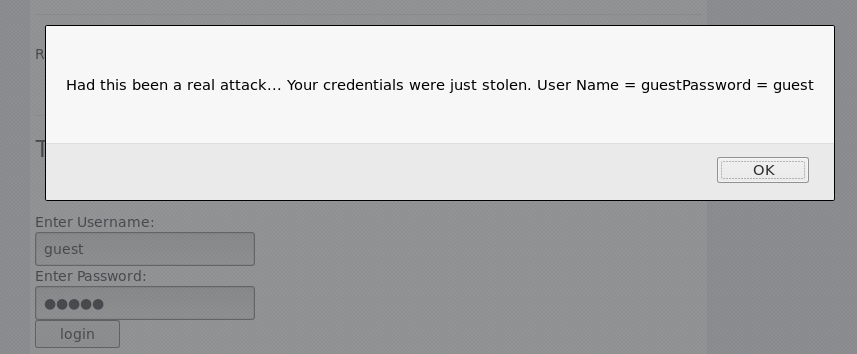 R
Had this been a real attack... Your credentials were just stolen. User Name = guestPassword = guest
OK
T
Enter Username:
guest
Enter Password:
●●●●●
login